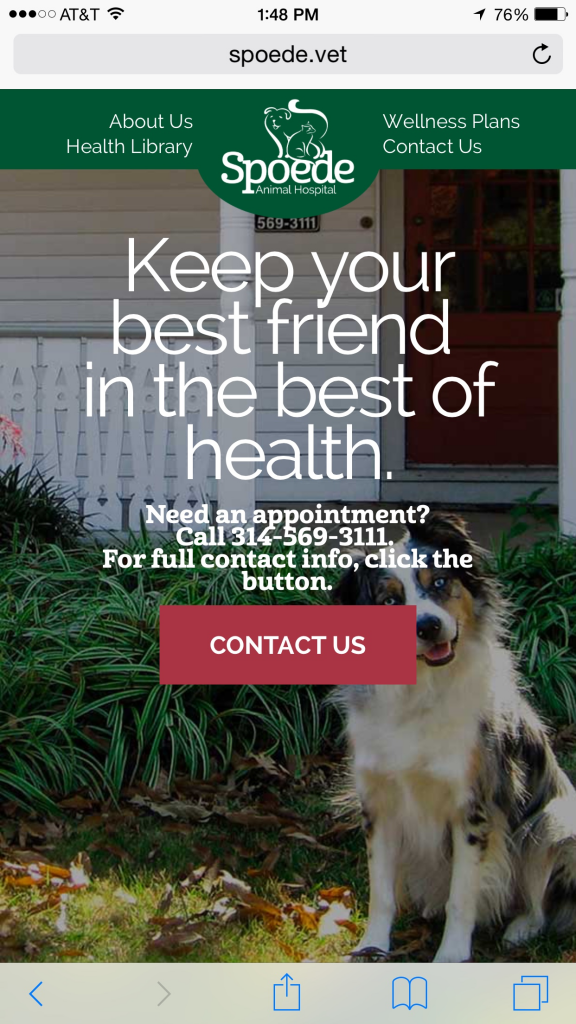 AT&T 1:48 PM 76%
spoede.vet
About Us
Health Library
Spoede
Animal Hospital
Wellness Plans
Contact Us
569-3111
Keep your
best friend
in the best of
health.
Need an appointment?
Call 314-569-3111.
For full contact info, click the
button.
CONTACT US